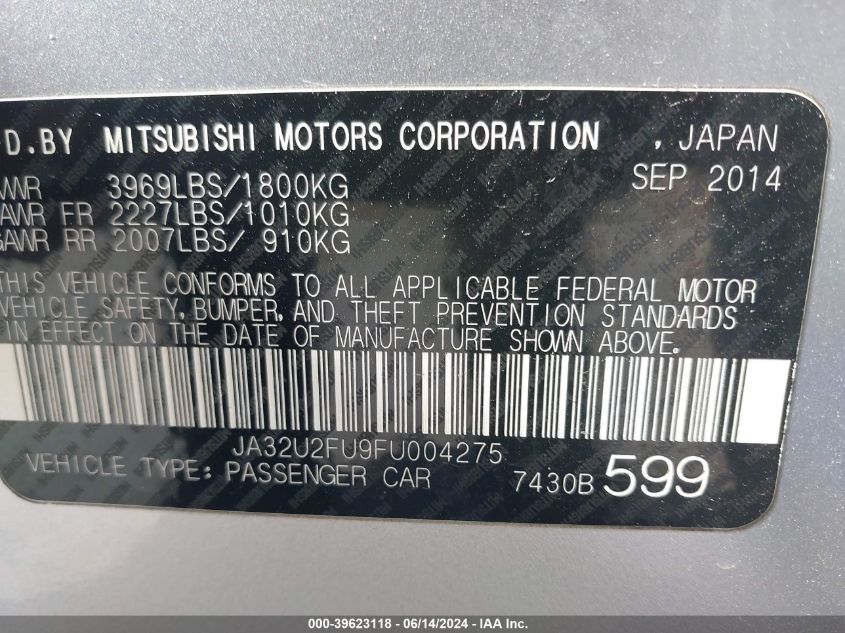 D.BY MITSUBISHI MOTORS CORPORATION , JAPAN
SEP 2014
VWR 3969LBS/1800KG
AWR FR 2227LBS/1010KG
GAWR RR 2007LBS/ 910KG
THIS VEHICLE CONFORMS TO ALL APPLICABLE FEDERAL MOTOR
VEHICLE SAFETY, BUMPER, AND THEFT PREVENTION STANDARDS
IN EFFECT ON THE DATE OF MANUFACTURE SHOWN ABOVE.
JA32U2FU9FU004275
VEHICLE TYPE: PASSENGER CAR 7430B 599
000-39623118 - 06/14/2024 - IAA Inc.